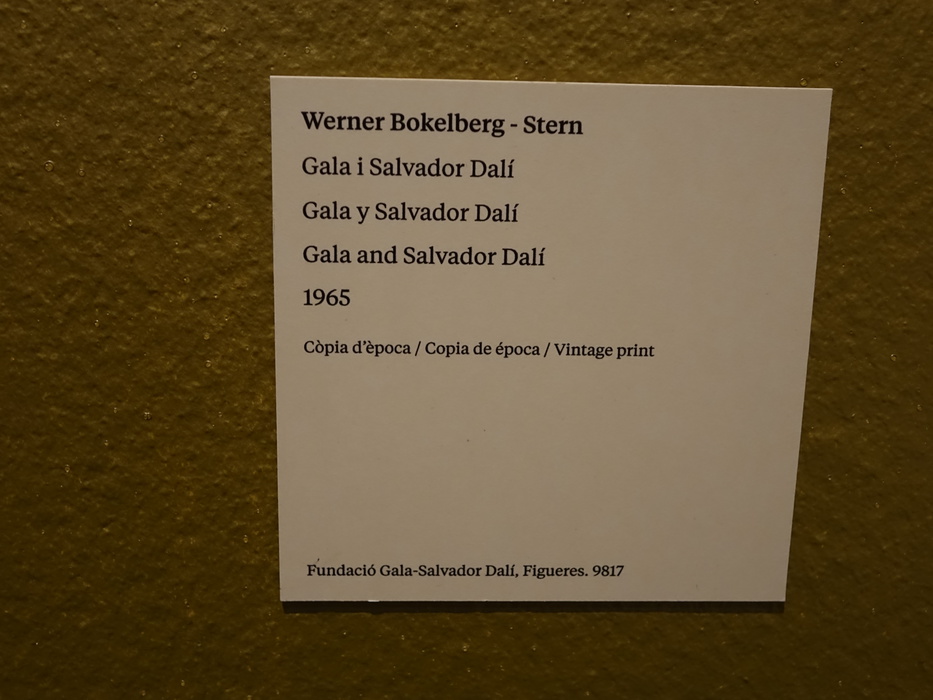 Werner Bokelberg - Stern
Gala i Salvador Dalí
Gala y Salvador Dalí
Gala and Salvador Dalí
1965
Còpia d’època / Copia de época / Vintage print
Fundació Gala-Salvador Dalí, Figueres. 9817